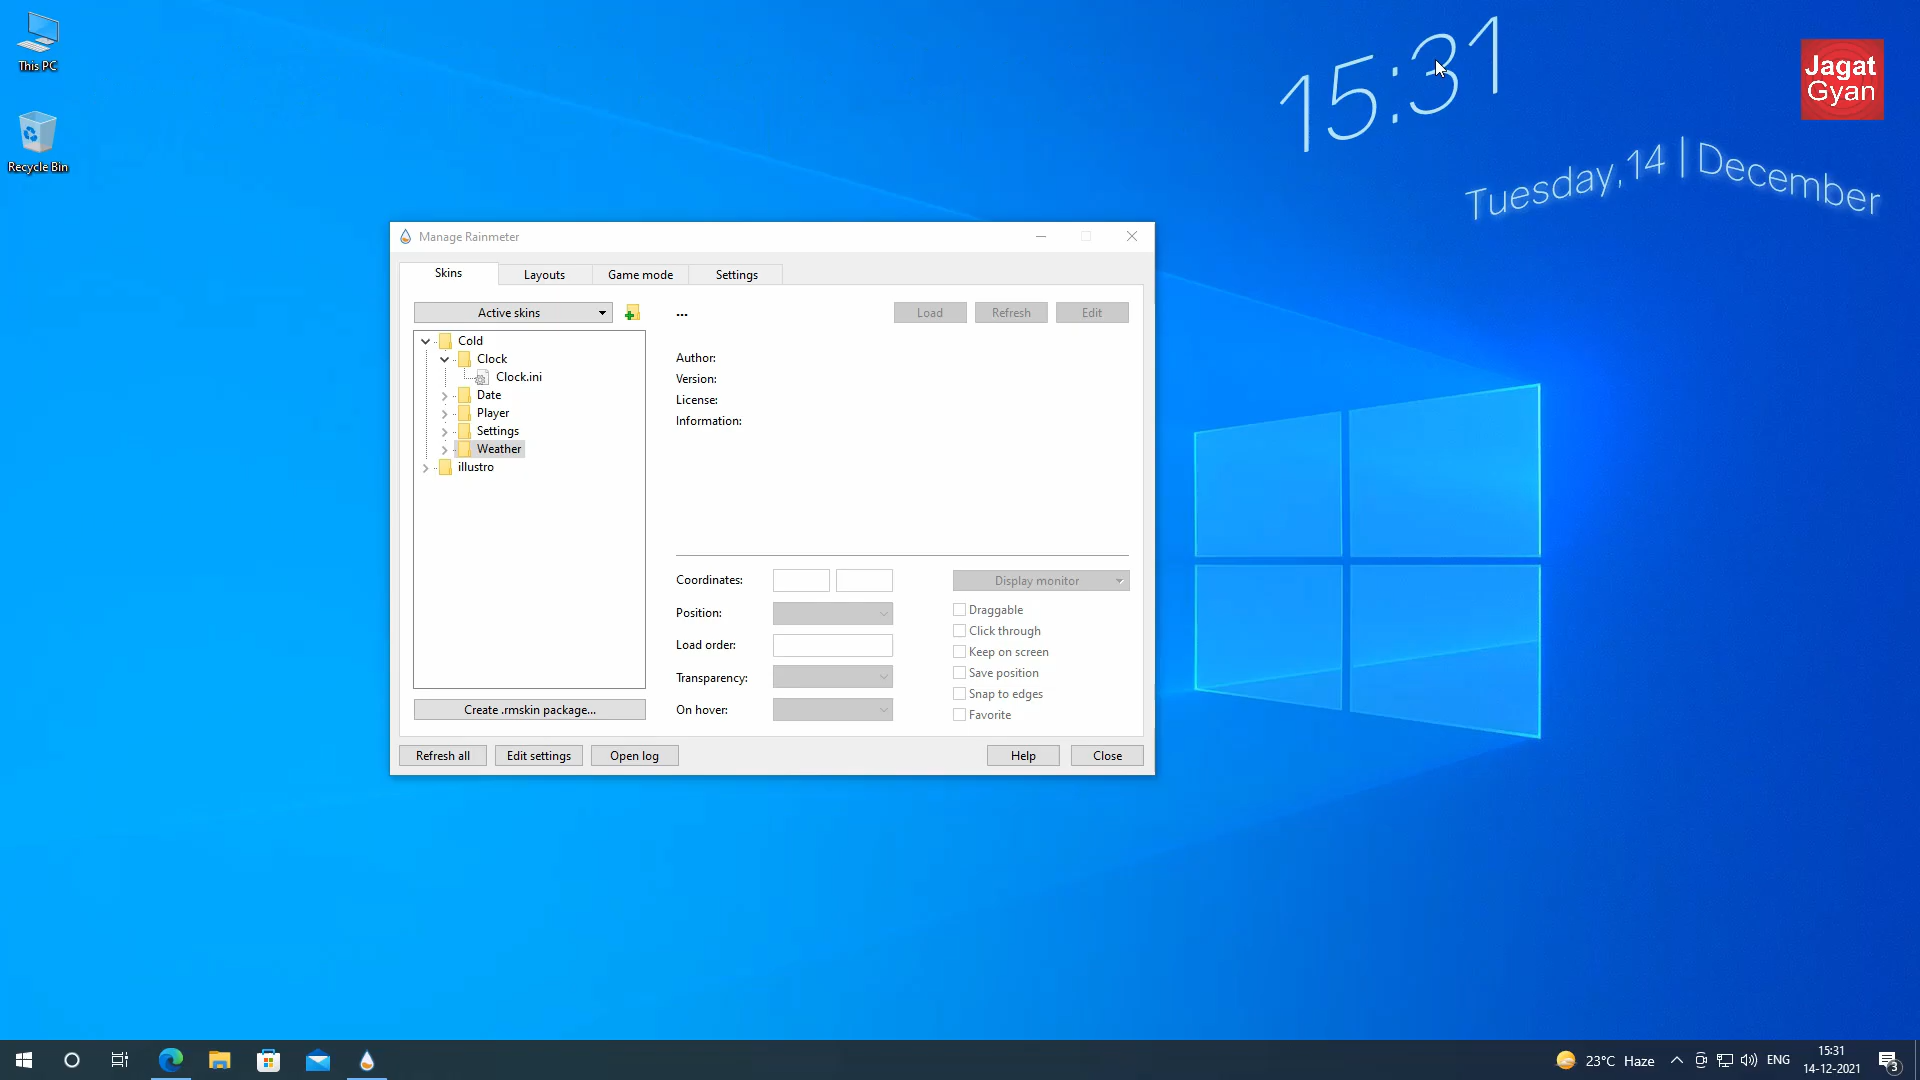 This PC
Recycle Bin
15:31
Tuesday,14 | December
Jagat
Gyan
Manage Rainmeter
Skins
Layouts
Game mode
Settings
Active skins
...
Load
Refresh
Edit
Cold
Clock
Clock.ini
Date
Player
Settings
Weather
illustro
Author:
Version:
License:
Information:
Coordinates:
Display monitor
Position:
Draggable
Click through
Load order:
Keep on screen
Transparency:
Save position
Snap to edges
On hover:
Favorite
Create .rmskin package...
Refresh all
Edit settings
Open log
Help
Close
23°C Haze
ENG
15:31
14-12-2021
3